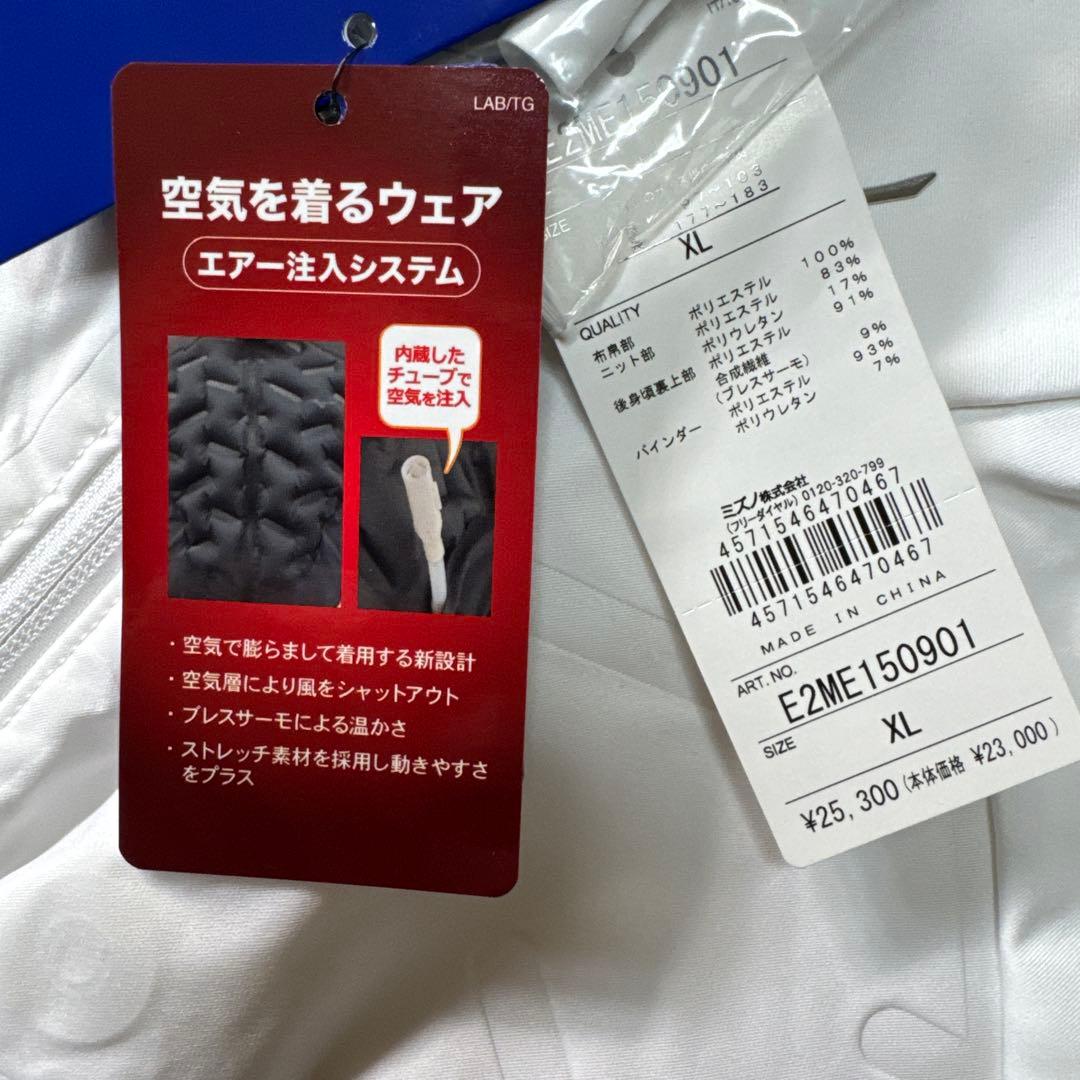 LAB/TG
空気を着るウェア
エアー注入システム
内蔵した
チューブで
空気を注入
・空気で膨らまして着用する新設計
・空気層により風をシャットアウト
・ブレスサーモによる温かさ
・ストレッチ素材を採用し動きやすさ
をプラス
E2ME150901
SIZE
177~183
XL
QUALITY
布帛部 ポリエステル 100%
ニット部 ポリエステル 83%
ポリウレタン 17%
後身頃裏上部 ポリエステル 91%
合成繊維 9%
(ブレスサーモ)
バインダー ポリエステル 93%
ポリウレタン 7%
ミズノ株式会社
(フリーダイヤル) 0120-320-799
4571546470467
4571546470467
MADE IN CHINA
ART.NO.
E2ME150901
SIZE XL
¥25,300(本体価格 ¥23,000)